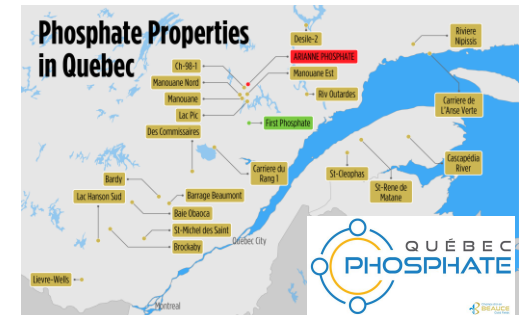 Phosphate Properties
in Quebec
Desile-2
Riviere
Nipissis
Ch-98-1
ARIANNE PHOSPHATE
Manouane Nord
Manouane Est
Manouane
Riv Outardes
Carriere de
L'Anse Verte
Lac Pic
First Phosphate
Des Commissaires
Carriere du
Rang 1
St-Cleophas
Cascapédia
River
St-Rene de
Matane
Bardy
Lac Hanson Sud
Barrage Beaumont
Baie Obaoca
St-Michel des Saint
Brockaby
Québec City
Lievre-Wells
Montreal
QUÉBEC
PHOSPHATE
BEAUCE